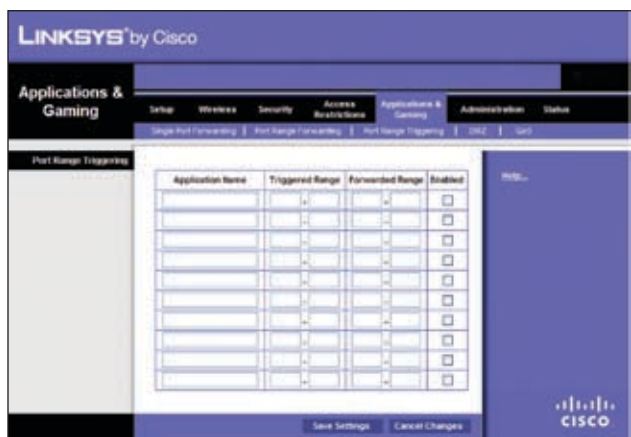 LINKSYS® by Cisco
Applications & Gaming
Setup Wireless Security Access Restrictions Applications & Gaming Administration Status
Single Port Forwarding | Port Range Forwarding | Port Range Triggering | DMZ | QoS
Port Range Triggering
Application Name Triggered Range Forwarded Range Enabled
Help...
Save Settings Cancel Changes
CISCO